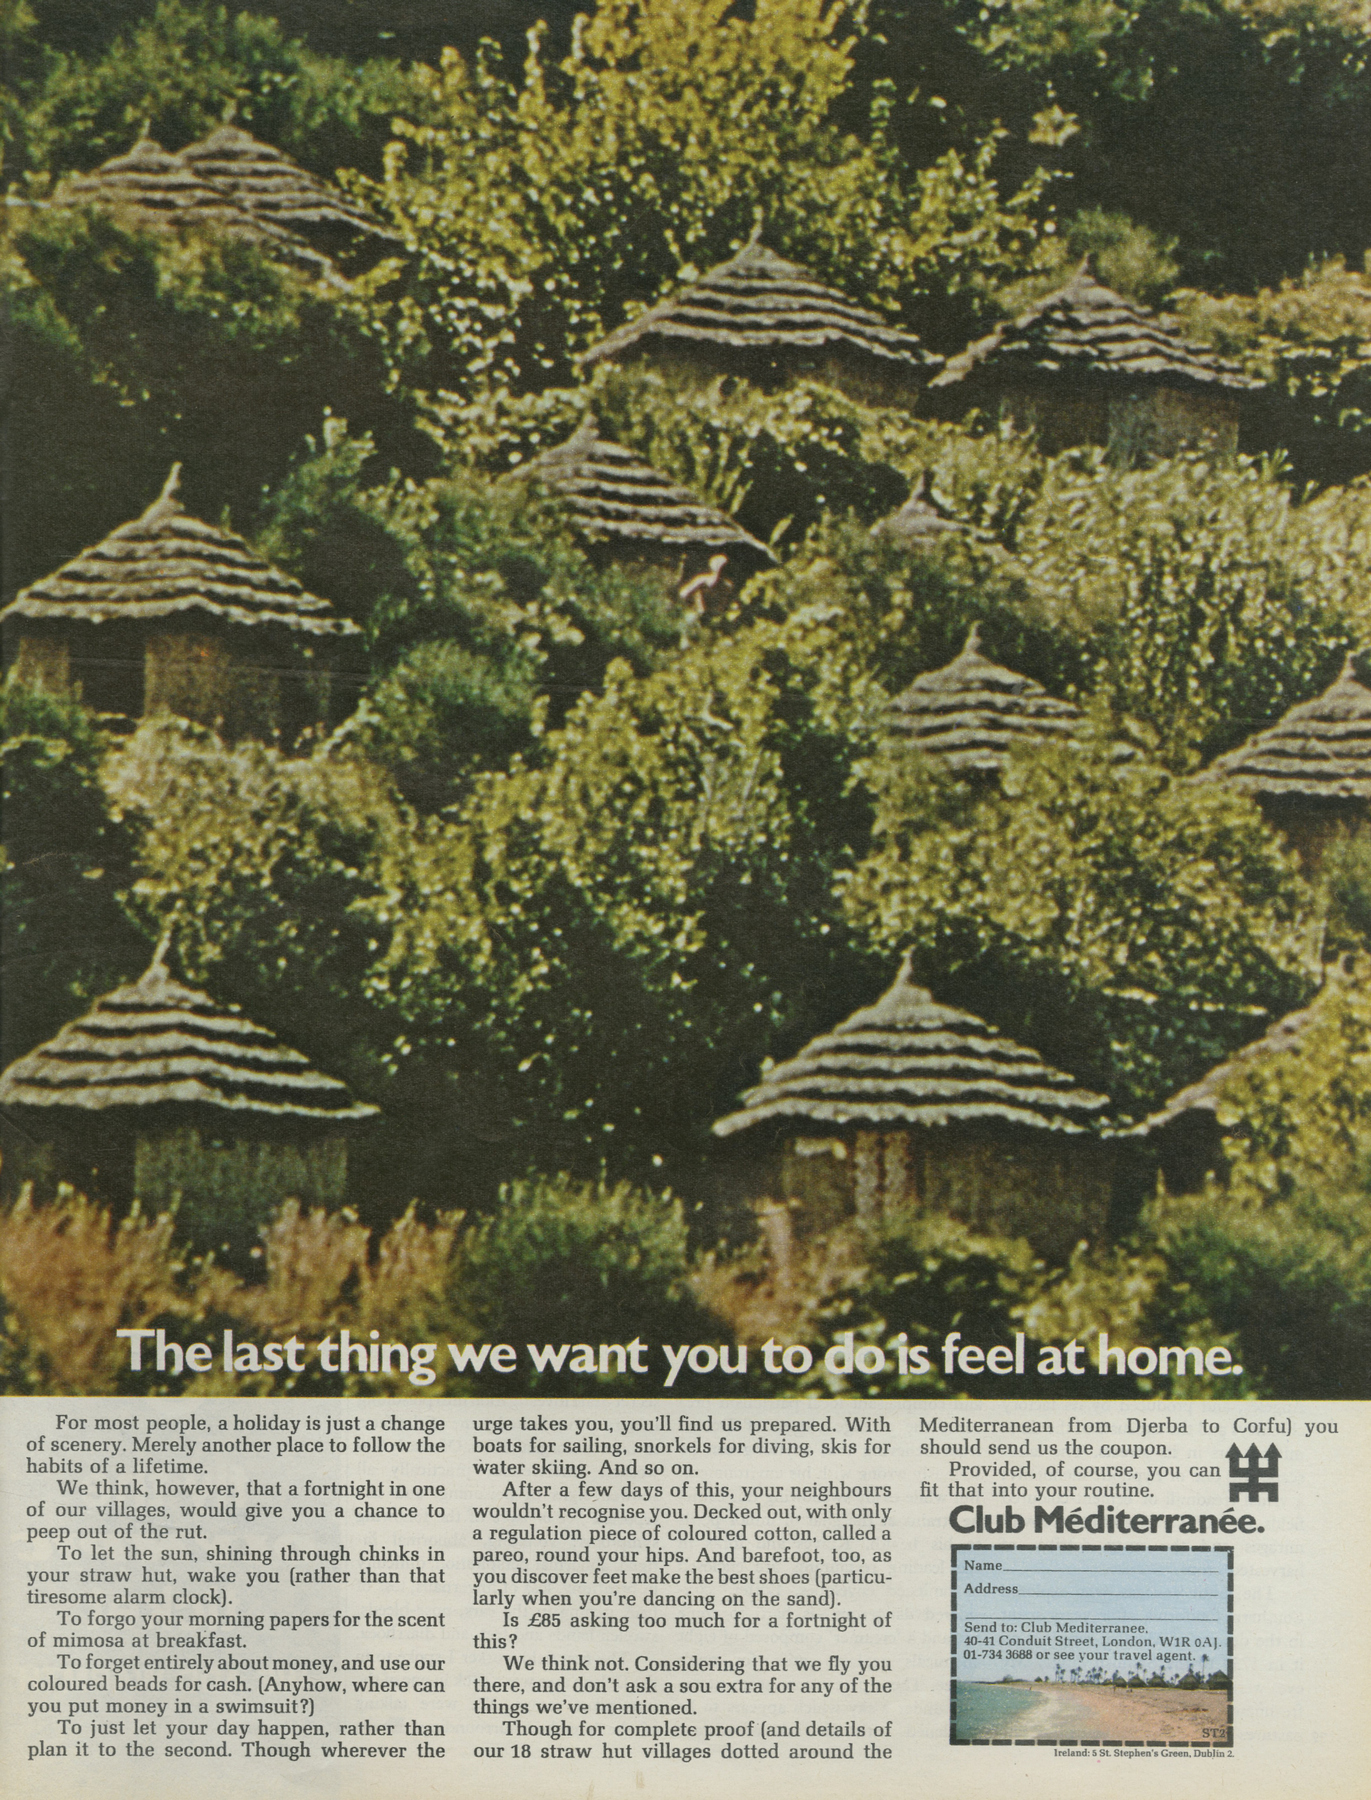 The last thing we want you to do is feel at home.
For most people, a holiday is just a change
of scenery. Merely another place to follow the
habits of a lifetime.
We think, however, that a fortnight in one
of our villages, would give you a chance to
peep out of the rut.
To let the sun, shining through chinks in
your straw hut, wake you (rather than that
tiresome alarm clock).
To forgo your morning papers for the scent
of mimosa at breakfast.
To forget entirely about money, and use our
coloured beads for cash. (Anyhow, where can
you put money in a swimsuit?)
To just let your day happen, rather than
plan it to the second. Though wherever the
urge takes you, you'll find us prepared. With
boats for sailing, snorkels for diving, skis for
water skiing. And so on.
After a few days of this, your neighbours
wouldn't recognise you. Decked out, with only
a regulation piece of coloured cotton, called a
pareo, round your hips. And barefoot, too, as
you discover feet make the best shoes (particu-
larly when you're dancing on the sand).
Is £85 asking too much for a fortnight of
this?
We think not. Considering that we fly you
there, and don't ask a sou extra for any of the
things we've mentioned.
Though for complete proof (and details of
our 18 straw hut villages dotted around the
Mediterranean from Djerba to Corfu) you
should send us the coupon.
Provided, of course, you can
fit that into your routine.
Club Méditerranée.
Name
Address
Send to: Club Mediterranee.
40-41 Conduit Street, London, W1R 0AJ.
01-734 3688 or see your travel agent.
ST2
Ireland: 5 St. Stephen's Green, Dublin 2.